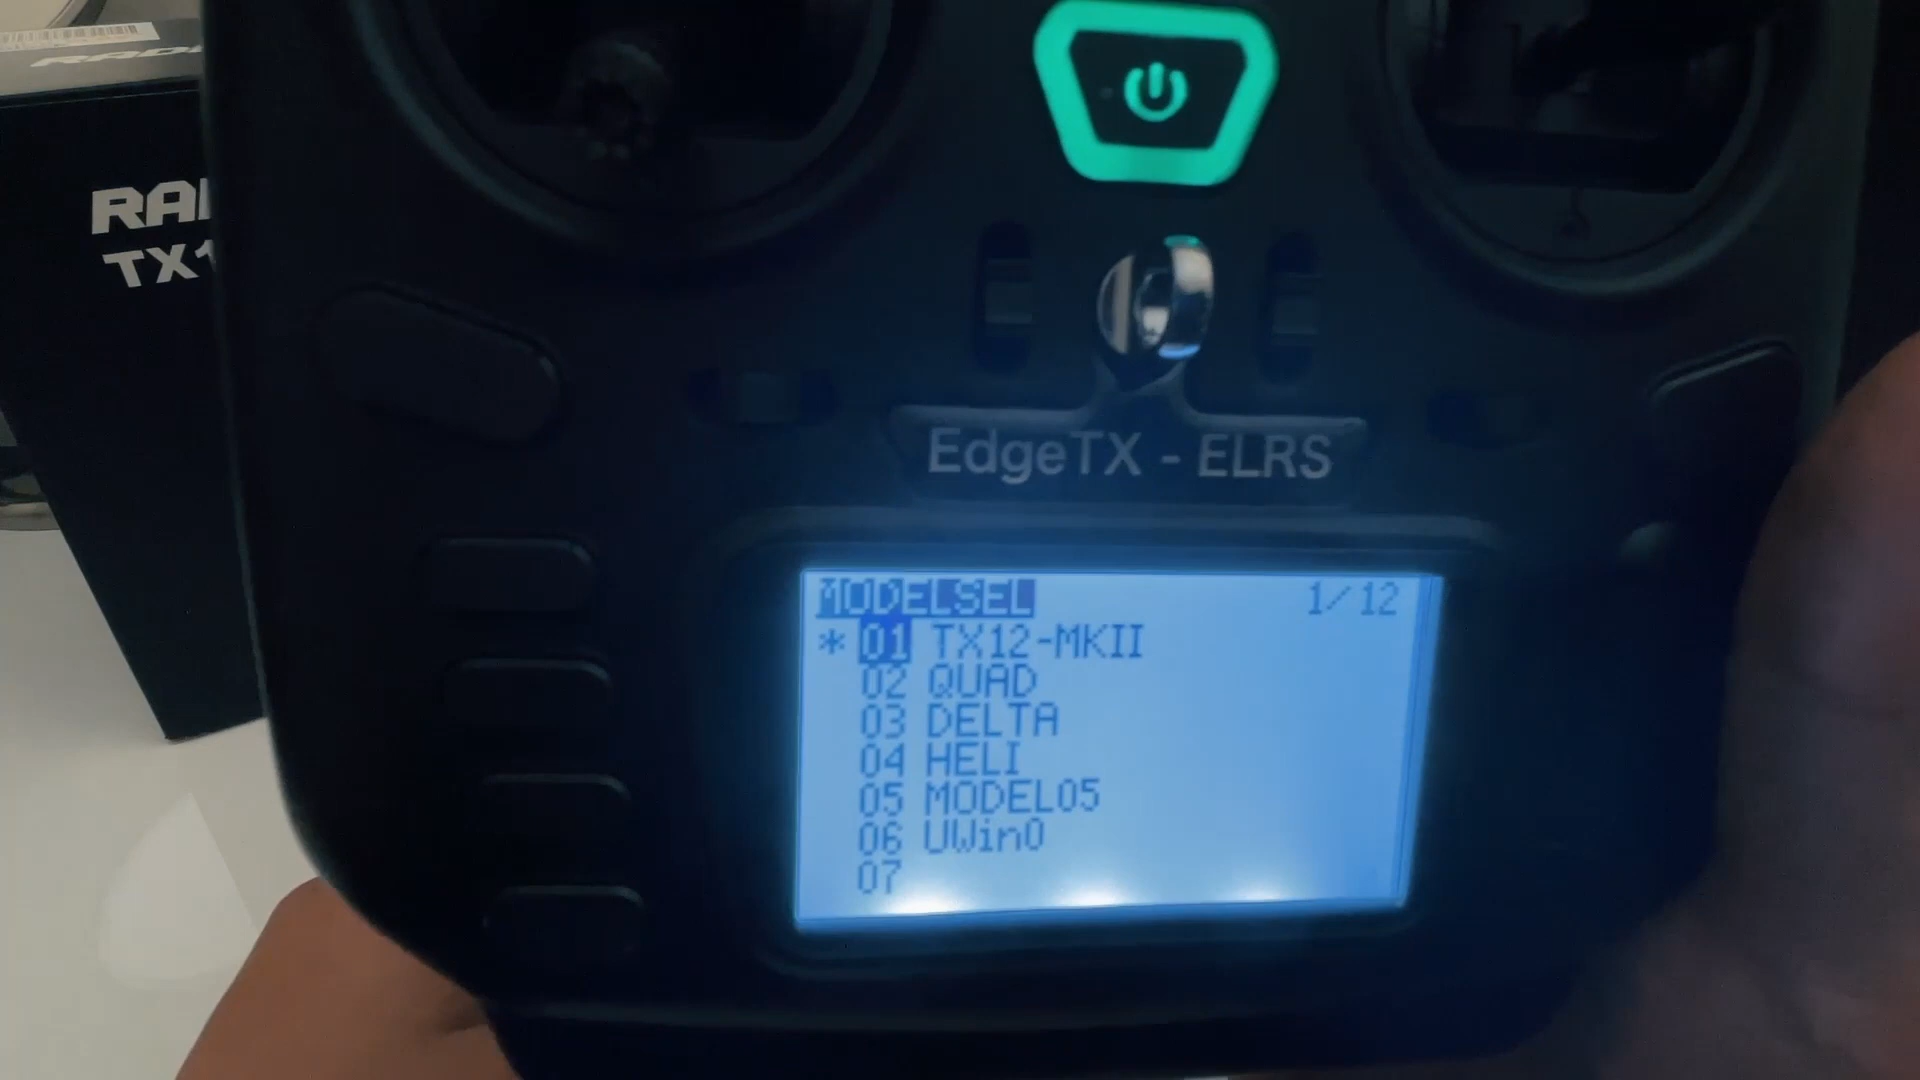 RA
TX1
EdgeTX - ELRS
MODELSEL 1/12
* 01 TX12-MKII
02 QUAD
03 DELTA
04 HELI
05 MODEL05
06 UWin0
07